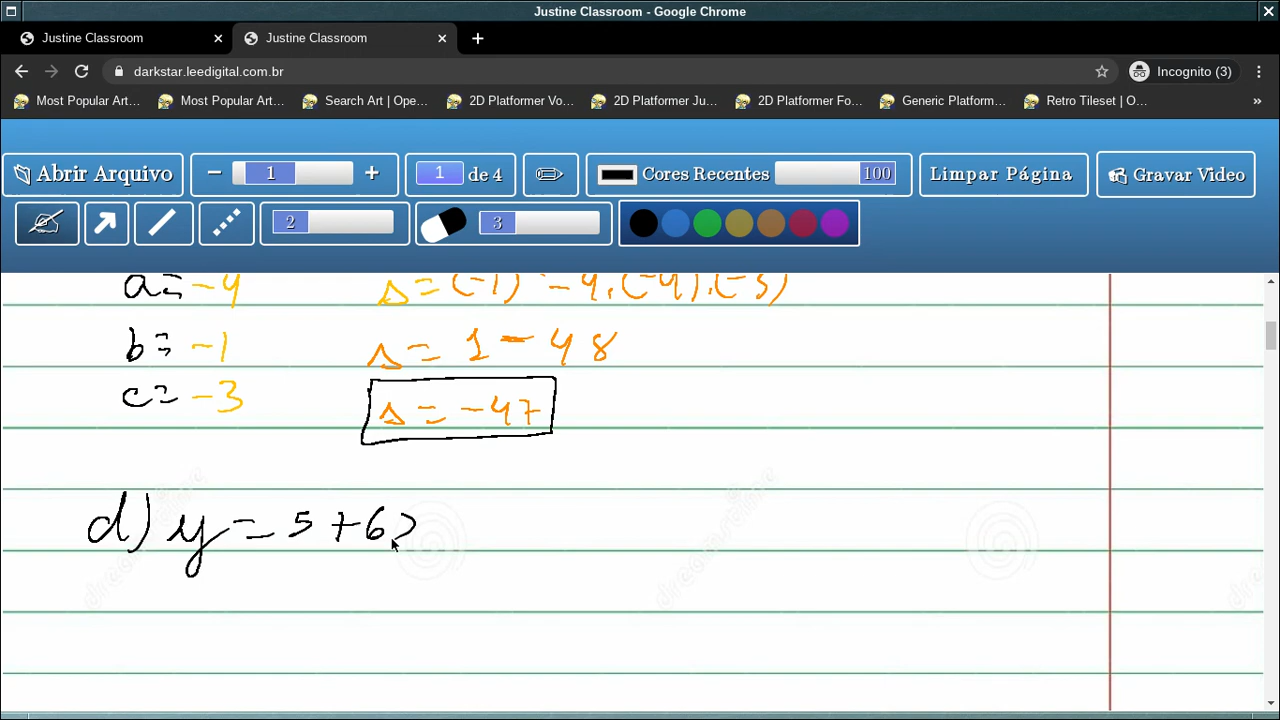 Justine Classroom - Google Chrome
Justine Classroom
Justine Classroom
darkstar.leedigital.com.br
Incognito (3)
Most Popular Art...
Most Popular Art...
Search Art | Ope...
2D Platformer Vo...
2D Platformer Ju...
2D Platformer Fo...
Generic Platform...
Retro Tileset | O...
Abrir Arquivo
− 1 +
1 de 4
Cores Recentes 100
Limpar Página
Gravar Video
2
3
a= -4 Δ= (-1) - 4.(-4).(-3)
b= -1 Δ= 1 - 48
c= -3 Δ= -47
d) y = 5 +6